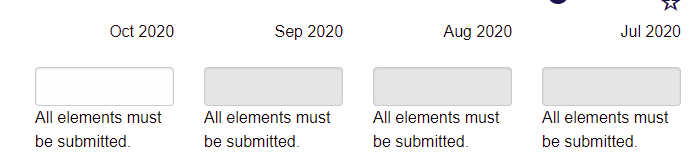 Oct 2020 Sep 2020 Aug 2020 Jul 2020
All elements must All elements must All elements must All elements must
be submitted. be submitted. be submitted. be submitted.